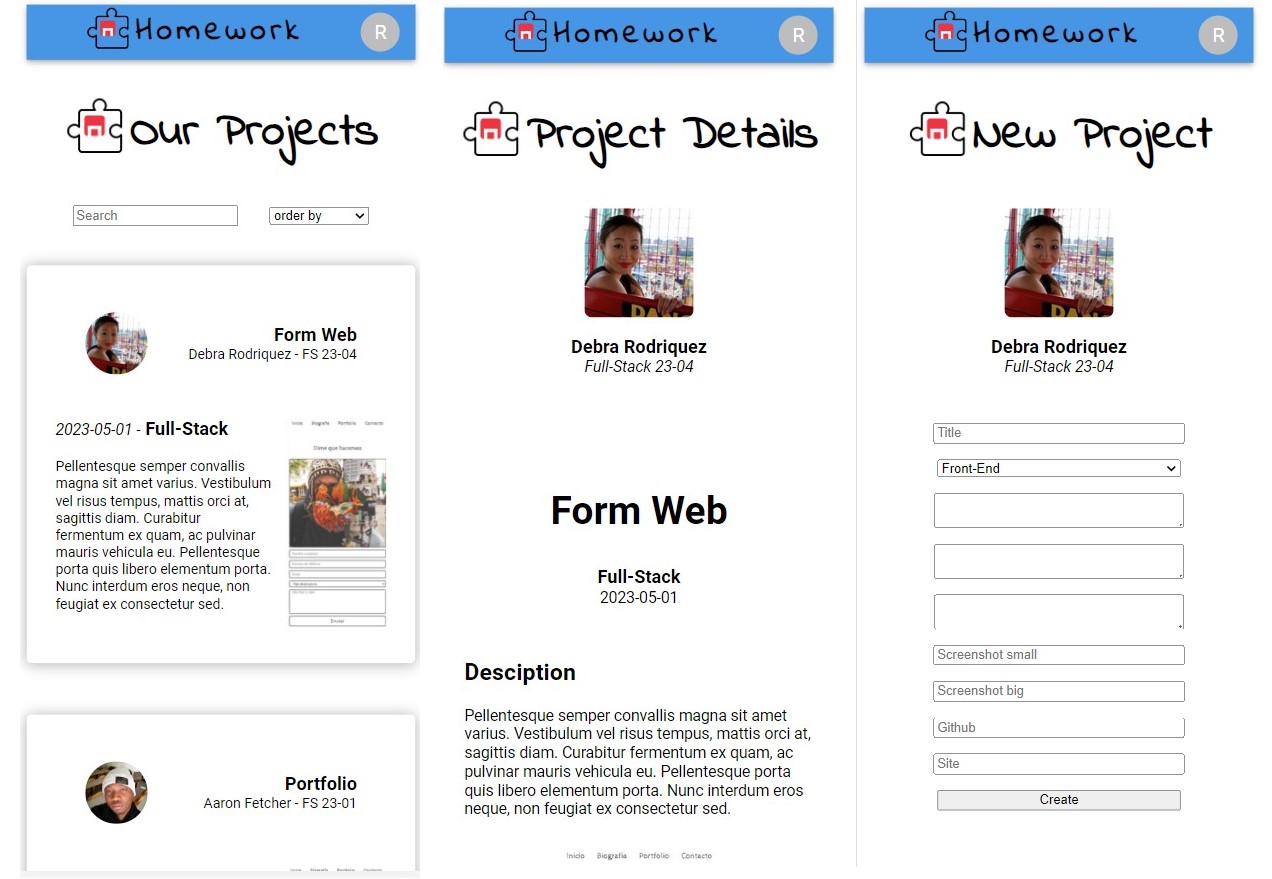 Homework
R
Our Projects
Search
order by
Form Web
Debra Rodriquez - FS 23-04
2023-05-01 - Full-Stack
Pellentesque semper convallis
magna sit amet varius. Vestibulum
vel risus tempus, mattis orci at,
sagittis diam. Curabitur
fermentum ex quam, ac pulvinar
mauris vehicula eu. Pellentesque
porta quis libero elementum porta.
Nunc interdum eros neque, non
feugiat ex consectetur sed.
Inicio Biografia Portfolio Contacto
Dime que hacemos
Enviar
Portfolio
Aaron Fetcher - FS 23-01
Homework
R
Project Details
Debra Rodriquez
Full-Stack 23-04
Form Web
Full-Stack
2023-05-01
Desciption
Pellentesque semper convallis magna sit amet
varius. Vestibulum vel risus tempus, mattis orci at,
sagittis diam. Curabitur fermentum ex quam, ac
pulvinar mauris vehicula eu. Pellentesque porta
quis libero elementum porta. Nunc interdum eros
neque, non feugiat ex consectetur sed.
Inicio Biografia Portfolio Contacto
Homework
R
New Project
Debra Rodriquez
Full-Stack 23-04
Title
Front-End
Screenshot small
Screenshot big
Github
Site
Create